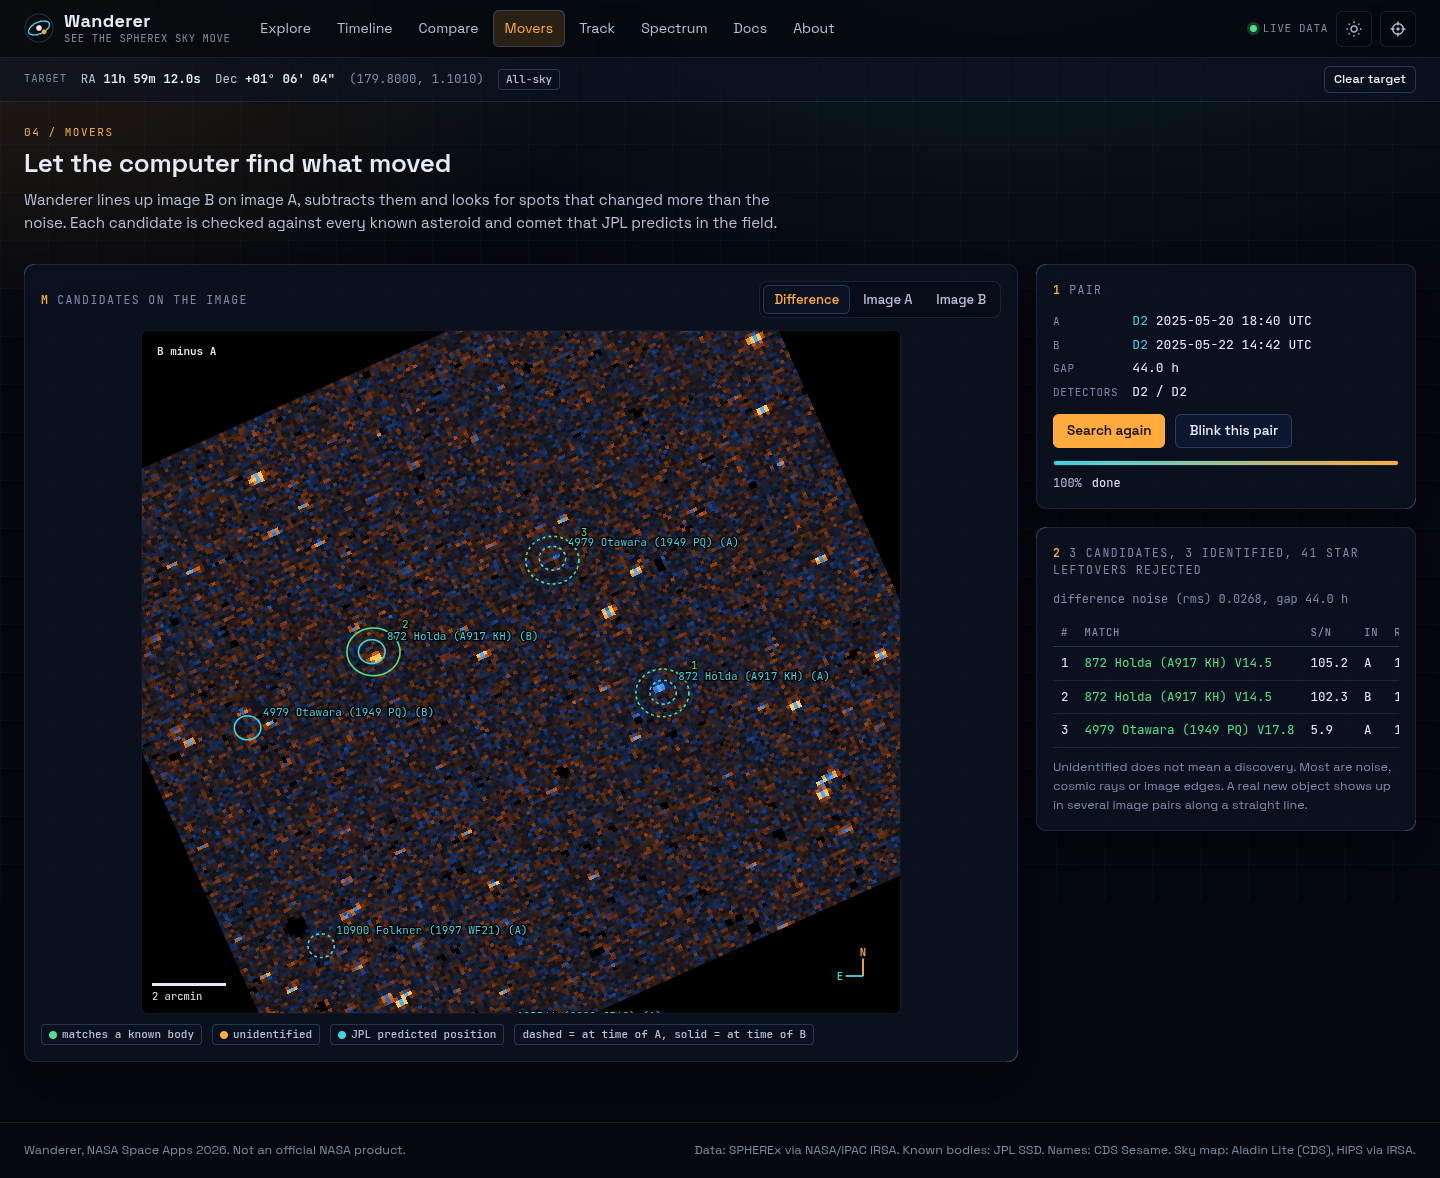 Wanderer
SEE THE SPHEREX SKY MOVE
Explore Timeline Compare Movers Track Spectrum Docs About
LIVE DATA
TARGET RA 11h 59m 12.0s Dec +01° 06' 04" (179.8000, 1.1010) All-sky Clear target
04 / MOVERS
Let the computer find what moved
Wanderer lines up image B on image A, subtracts them and looks for spots that changed more than the
noise. Each candidate is checked against every known asteroid and comet that JPL predicts in the field.
M CANDIDATES ON THE IMAGE
Difference Image A Image B
B minus A
3
4979 Otawara (1949 PQ) (A)
2
872 Holda (A917 KH) (B)
1
872 Holda (A917 KH) (A)
4979 Otawara (1949 PQ) (B)
10900 Folkner (1997 WF21) (A)
N
E
2 arcmin
matches a known body unidentified JPL predicted position dashed = at time of A, solid = at time of B
1 PAIR
A D2 2025-05-20 18:40 UTC
B D2 2025-05-22 14:42 UTC
GAP 44.0 h
DETECTORS D2 / D2
Search again Blink this pair
100% done
2 3 CANDIDATES, 3 IDENTIFIED, 41 STAR
LEFTOVERS REJECTED
difference noise (rms) 0.0268, gap 44.0 h
# MATCH S/N IN
1 872 Holda (A917 KH) V14.5 105.2 A
2 872 Holda (A917 KH) V14.5 102.3 B
3 4979 Otawara (1949 PQ) V17.8 5.9 A
Unidentified does not mean a discovery. Most are noise,
cosmic rays or image edges. A real new object shows up
in several image pairs along a straight line.
Wanderer, NASA Space Apps 2026. Not an official NASA product.
Data: SPHEREx via NASA/IPAC IRSA. Known bodies: JPL SSD. Names: CDS Sesame. Sky map: Aladin Lite (CDS), HiPS via IRSA.